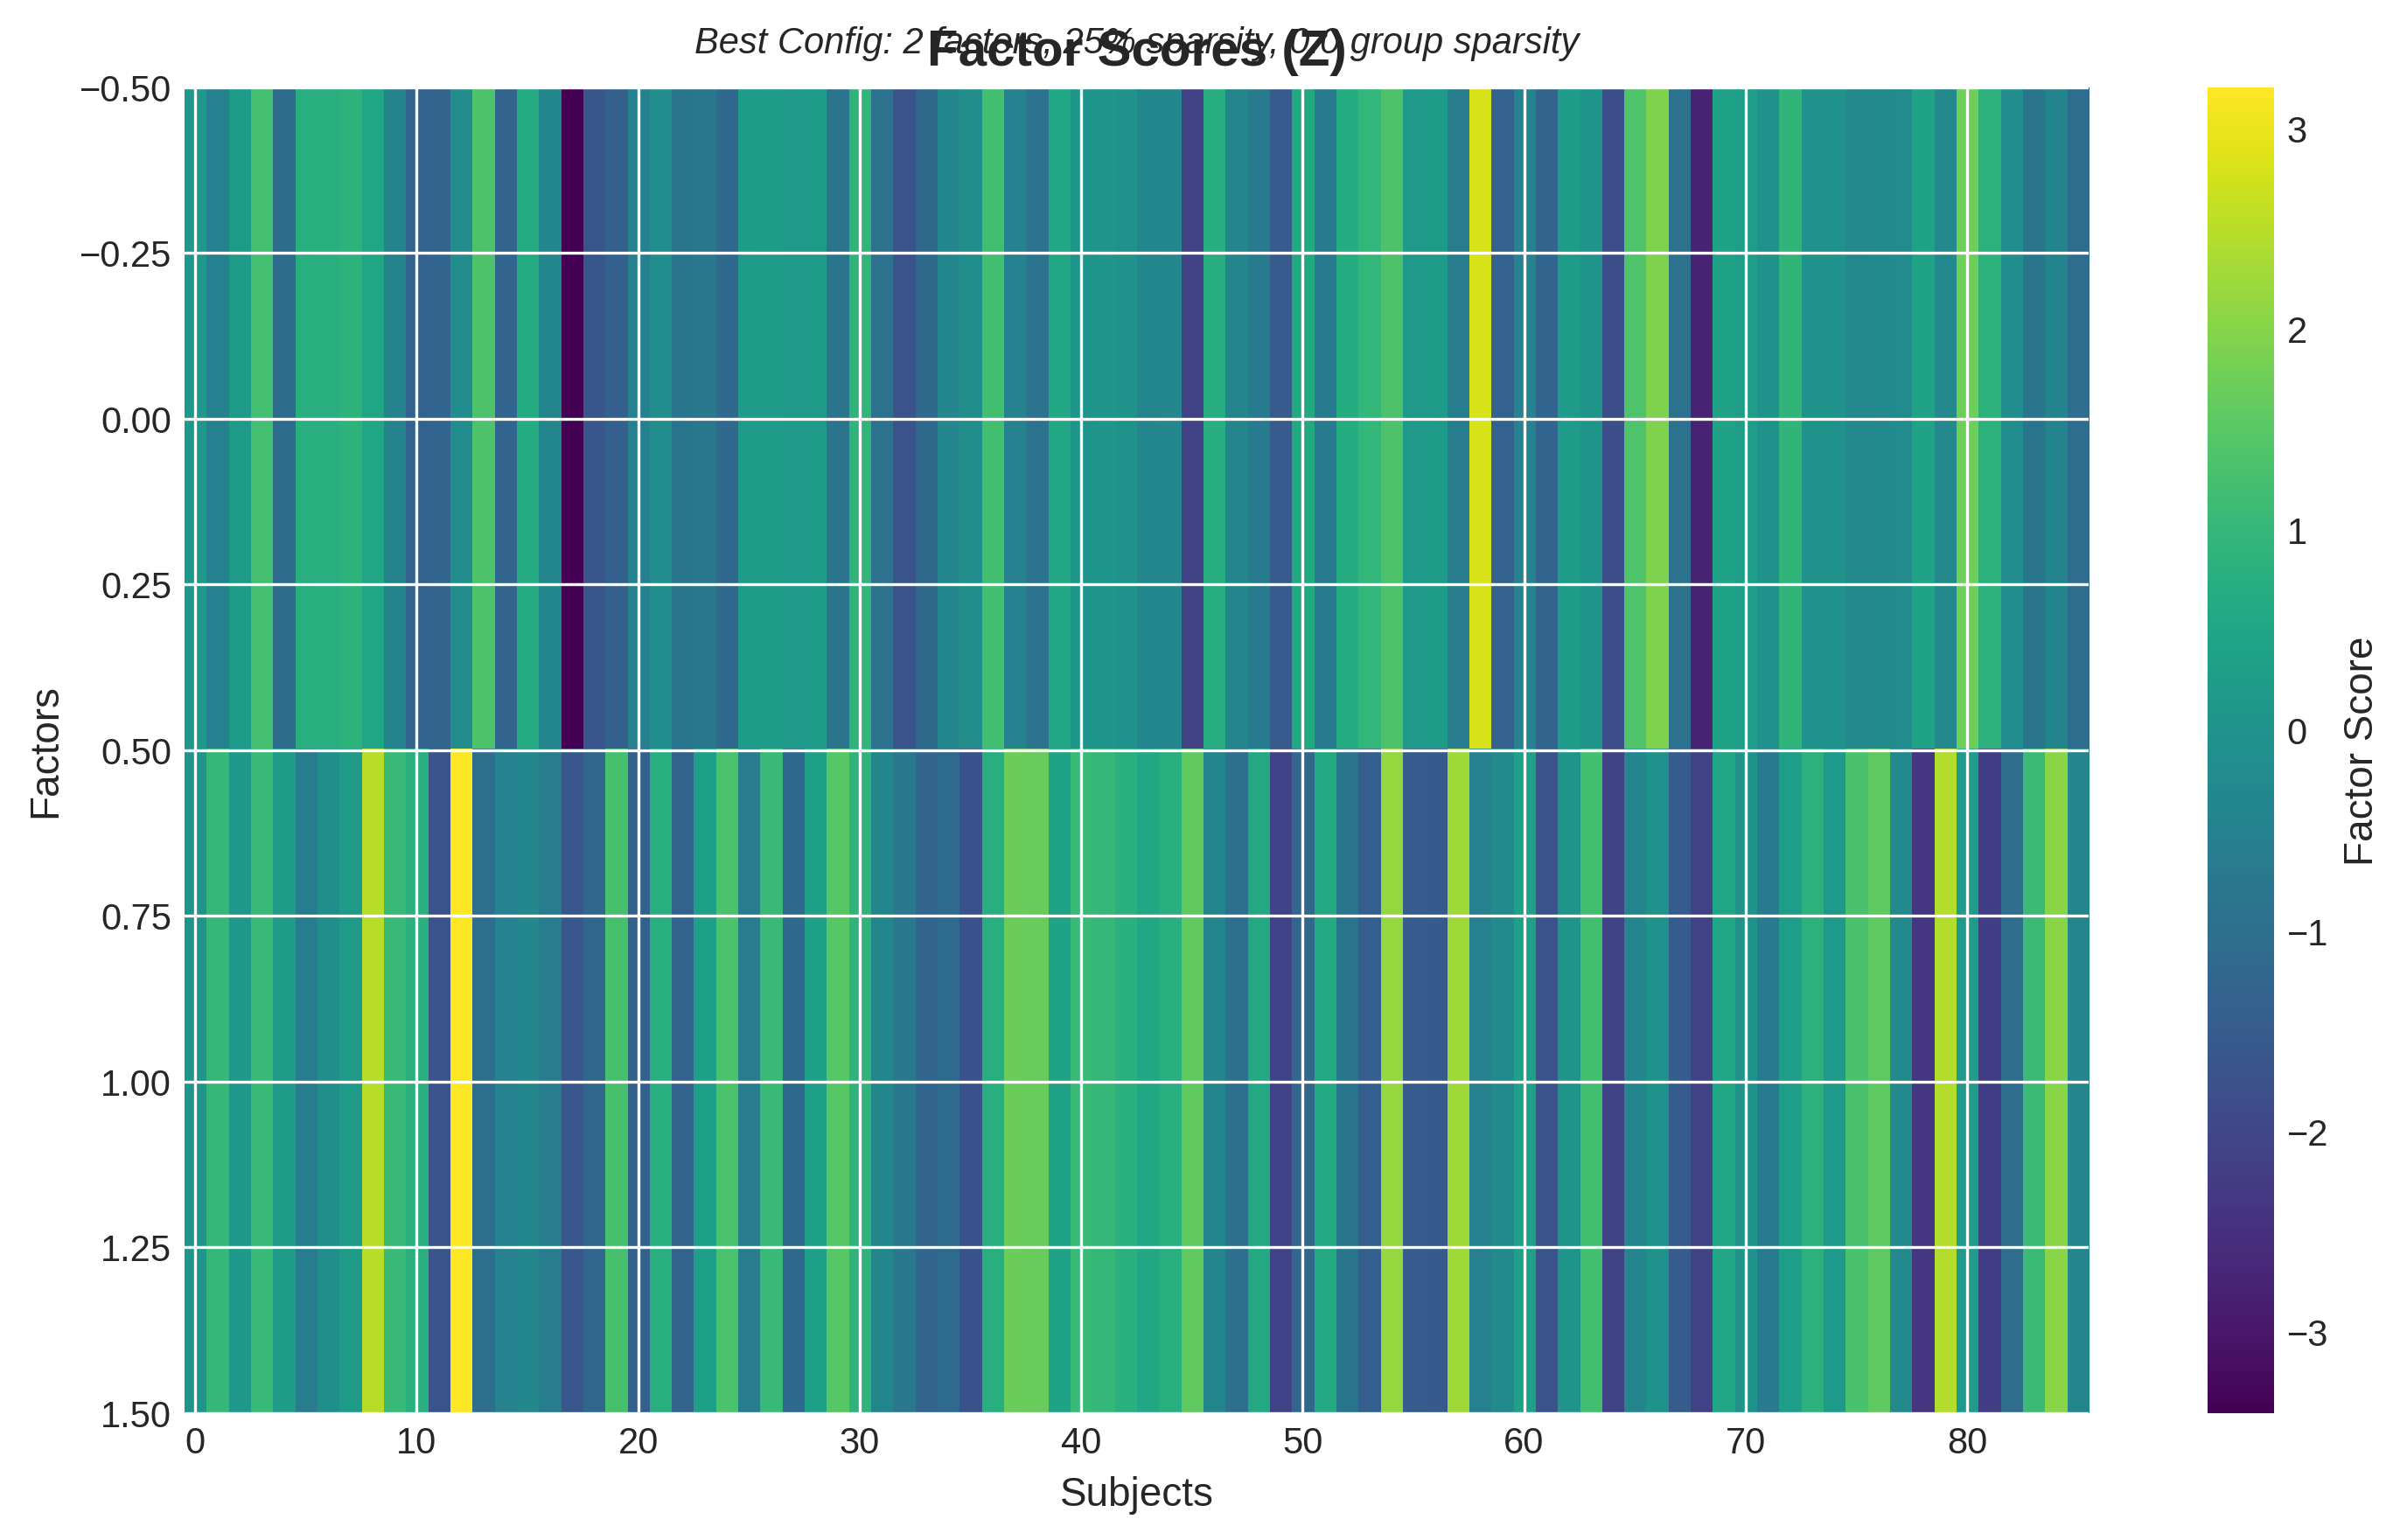 Best Config: 2 factors, 25% sparsity, 0.0 group sparsity
Factor Scores (Z)
−0.50
−0.25
0.00
0.25
0.50
0.75
1.00
1.25
1.50
Factors
0 10 20 30 40 50 60 70 80
Subjects
3
2
1
0
−1
−2
−3
Factor Score